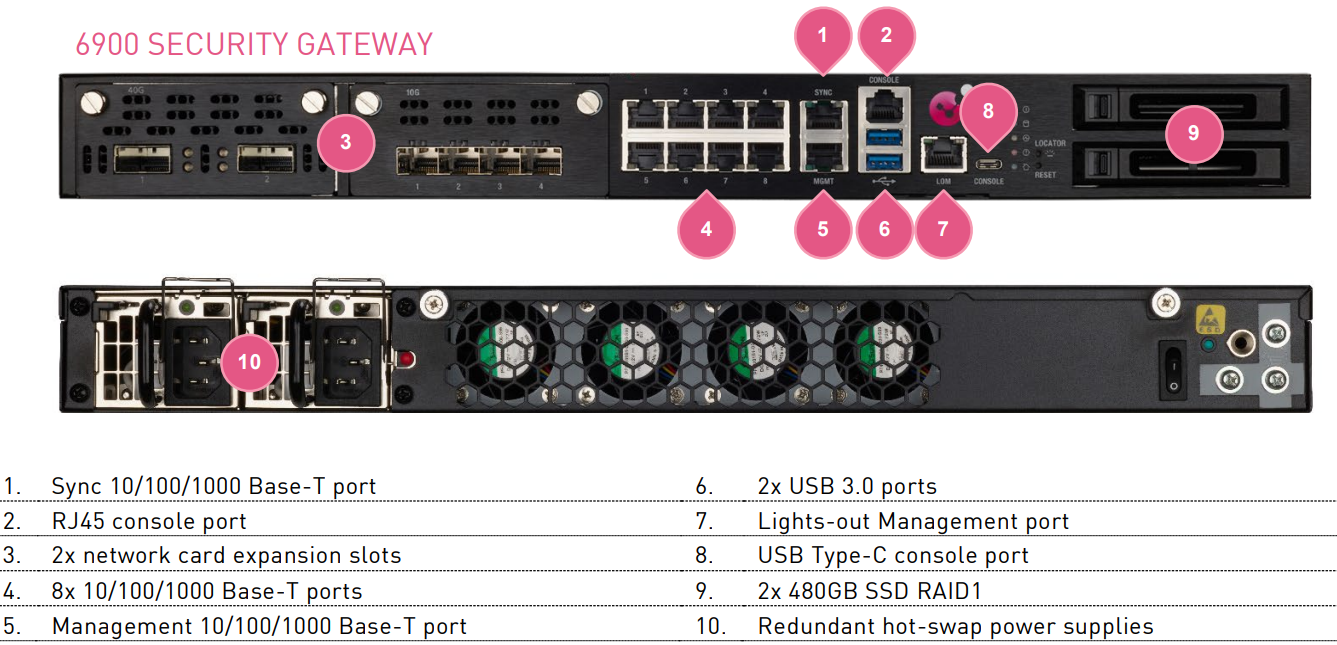 6900 SECURITY GATEWAY
1
2
40G
10G
1 2 3 4
SYNC
CONSOLE
8
3
9
LOCATOR
1 2
1 2 3 4
5 6 7 8
MGMT
LOM
CONSOLE
RESET
4
5
6
7
E S D
10
1. Sync 10/100/1000 Base-T port
2. RJ45 console port
3. 2x network card expansion slots
4. 8x 10/100/1000 Base-T ports
5. Management 10/100/1000 Base-T port
6. 2x USB 3.0 ports
7. Lights-out Management port
8. USB Type-C console port
9. 2x 480GB SSD RAID1
10. Redundant hot-swap power supplies